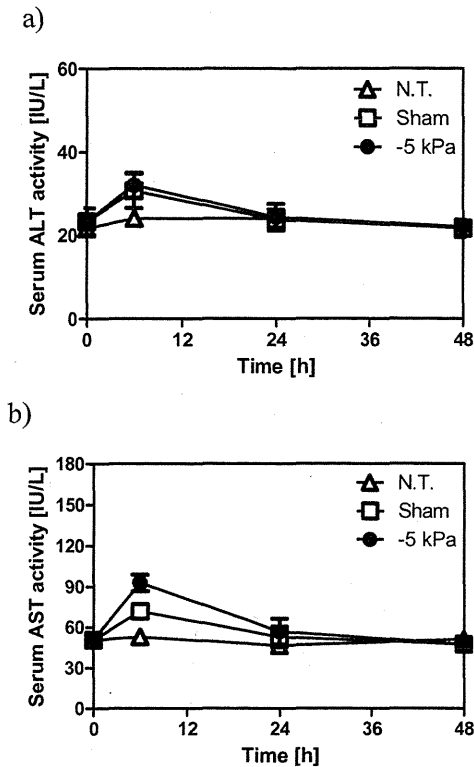 a)
Serum ALT activity [IU/L]
60
40
20
0
N.T.
Sham
-5 kPa
0 12 24 36 48
Time [h]
b)
Serum AST activity [IU/L]
180
150
120
90
60
30
0
N.T.
Sham
-5 kPa
0 12 24 36 48
Time [h]